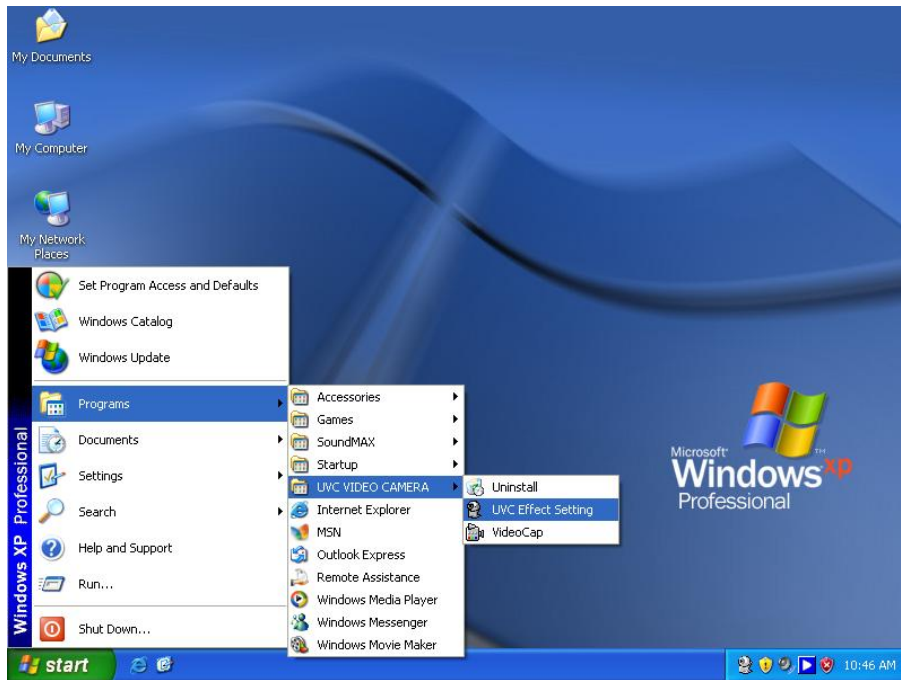 My Documents
My Computer
My Network
Places
Set Program Access and Defaults
Windows Catalog
Windows Update
Programs
Documents
Settings
Search
Help and Support
Run...
Shut Down...
Windows XP Professional
Accessories
Games
SoundMAX
Startup
UVC VIDEO CAMERA
Internet Explorer
MSN
Outlook Express
Remote Assistance
Windows Media Player
Windows Messenger
Windows Movie Maker
Uninstall
UVC Effect Setting
VideoCap
Microsoft
Windows xp
TM
Professional
start
10:46 AM